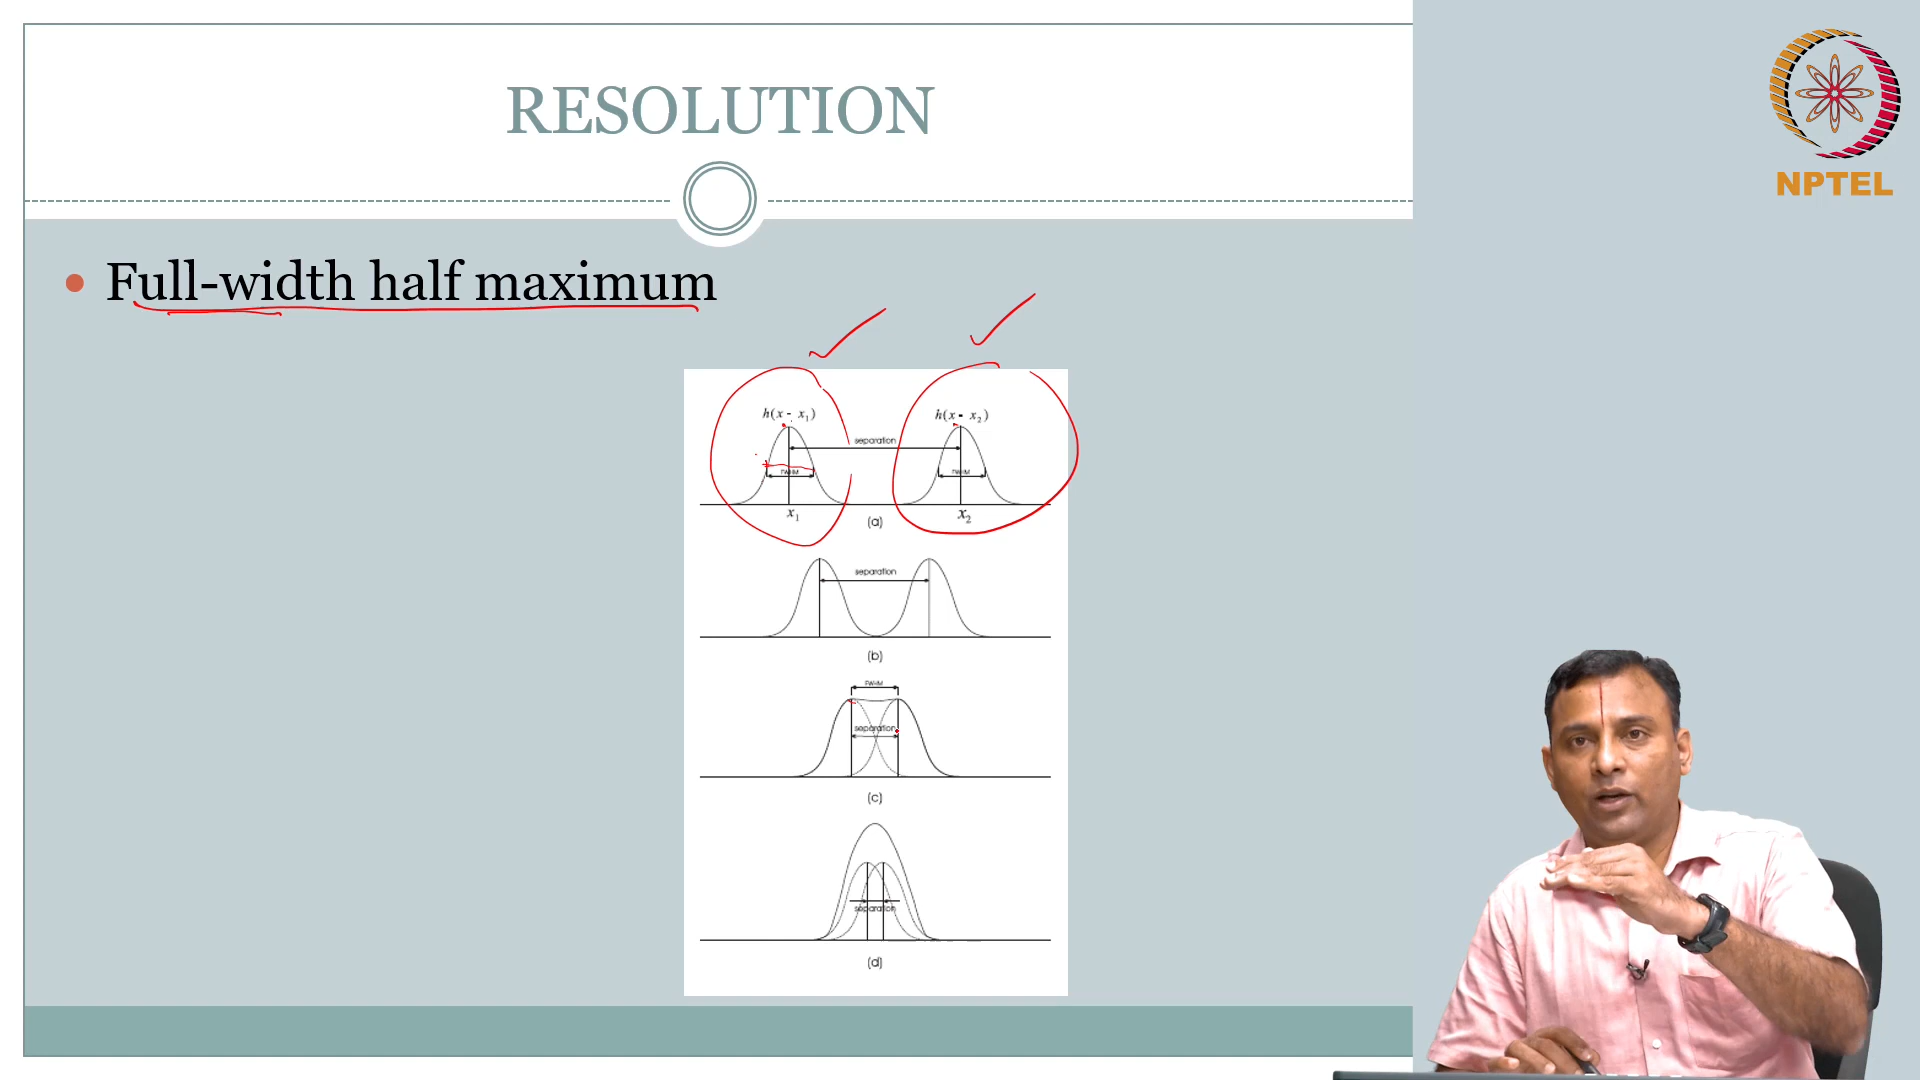 RESOLUTION
NPTEL
Full-width half maximum
h(x - x₁) h(x - x₂)
separation
FWHM FWHM
x₁ x₂
(a)
separation
(b)
FWHM
separation
(c)
separation
(d)